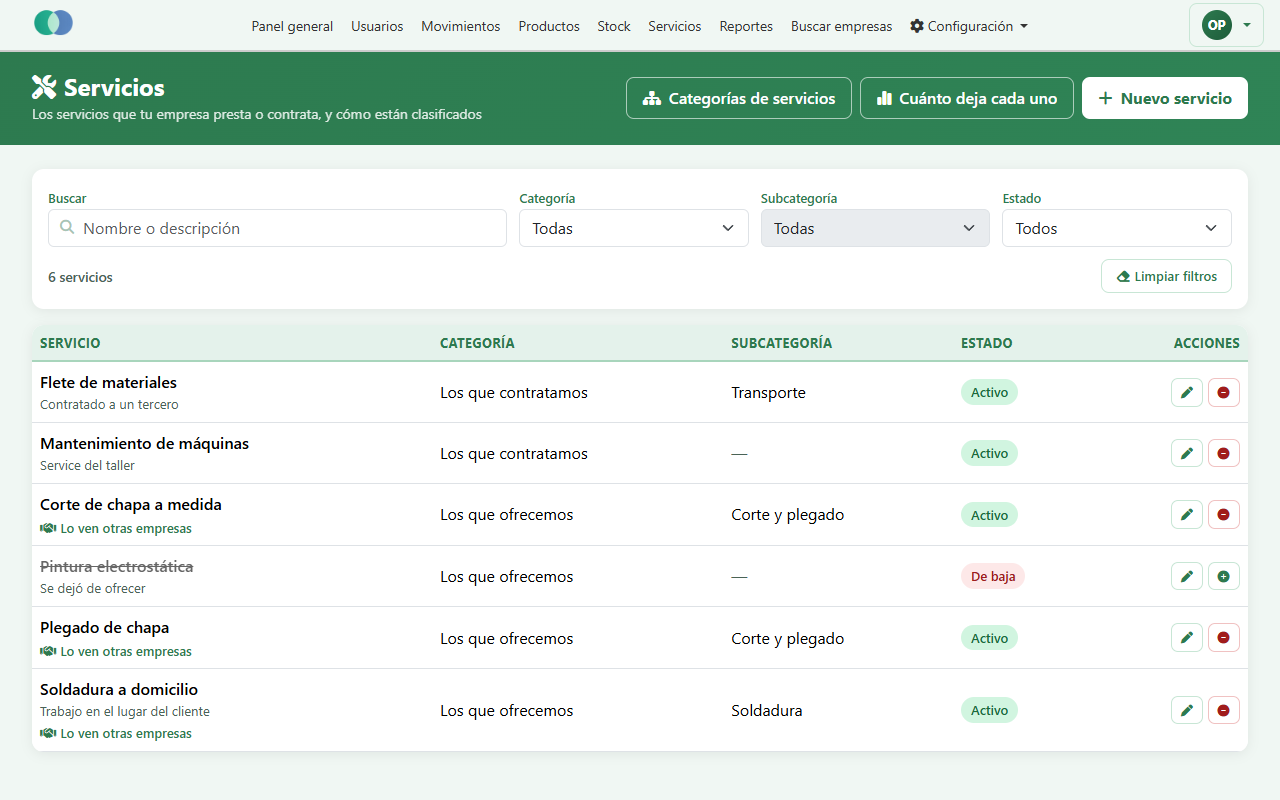 Panel general Usuarios Movimientos Productos Stock Servicios Reportes Buscar empresas Configuración OP
Servicios
Los servicios que tu empresa presta o contrata, y cómo están clasificados
Categorías de servicios Cuánto deja cada uno Nuevo servicio
Buscar Categoría Subcategoría Estado
Nombre o descripción Todas Todas Todos
6 servicios Limpiar filtros
SERVICIO CATEGORÍA SUBCATEGORÍA ESTADO ACCIONES
Flete de materiales
Contratado a un tercero
Los que contratamos Transporte Activo
Mantenimiento de máquinas
Service del taller
Los que contratamos — Activo
Corte de chapa a medida
Lo ven otras empresas
Los que ofrecemos Corte y plegado Activo
Pintura electrostática
Se dejó de ofrecer
Los que ofrecemos — De baja
Plegado de chapa
Lo ven otras empresas
Los que ofrecemos Corte y plegado Activo
Soldadura a domicilio
Trabajo en el lugar del cliente
Lo ven otras empresas
Los que ofrecemos Soldadura Activo